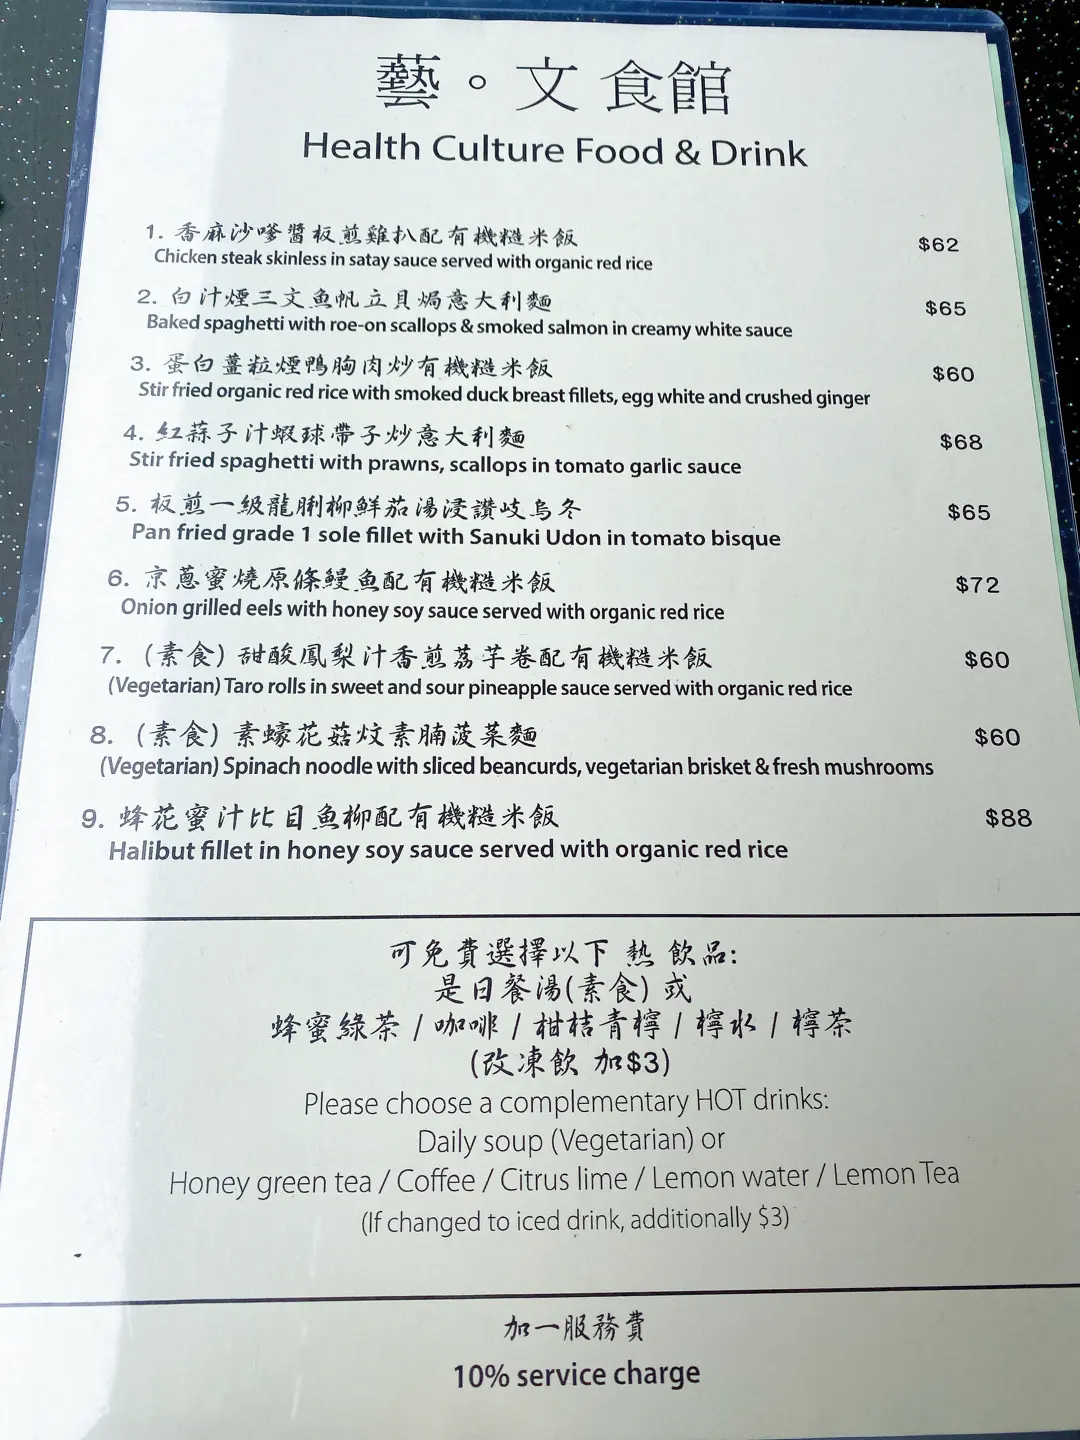 藝。文食館
Health Culture Food & Drink
1. 香麻沙嗲醬板煎雞扒配有機糙米飯 $62
Chicken steak skinless in satay sauce served with organic red rice
2. 白汁煙三文魚帆立貝焗意大利麵 $65
Baked spaghetti with roe-on scallops & smoked salmon in creamy white sauce
3. 蛋白薑粒煙鴨胸肉炒有機糙米飯 $60
Stir fried organic red rice with smoked duck breast fillets, egg white and crushed ginger
4. 紅蒜子汁蝦球帶子炒意大利麵 $68
Stir fried spaghetti with prawns, scallops in tomato garlic sauce
5. 板煎一級龍脷柳鮮茄湯浸讚岐烏冬 $65
Pan fried grade 1 sole fillet with Sanuki Udon in tomato bisque
6. 京蔥蜜燒原條鰻魚配有機糙米飯 $72
Onion grilled eels with honey soy sauce served with organic red rice
7. (素食) 甜酸鳳梨汁香煎荔芋卷配有機糙米飯 $60
(Vegetarian) Taro rolls in sweet and sour pineapple sauce served with organic red rice
8. (素食) 素蠔花菇炆素腩菠菜麵 $60
(Vegetarian) Spinach noodle with sliced beancurds, vegetarian brisket & fresh mushrooms
9. 蜂花蜜汁比目魚柳配有機糙米飯 $88
Halibut fillet in honey soy sauce served with organic red rice
可免費選擇以下 熱 飲品:
是日餐湯(素食) 或
蜂蜜綠茶 / 咖啡 / 柑桔青檸 / 檸水 / 檸茶
(改凍飲 加$3)
Please choose a complementary HOT drinks:
Daily soup (Vegetarian) or
Honey green tea / Coffee / Citrus lime / Lemon water / Lemon Tea
(If changed to iced drink, additionally $3)
加一服務費
10% service charge